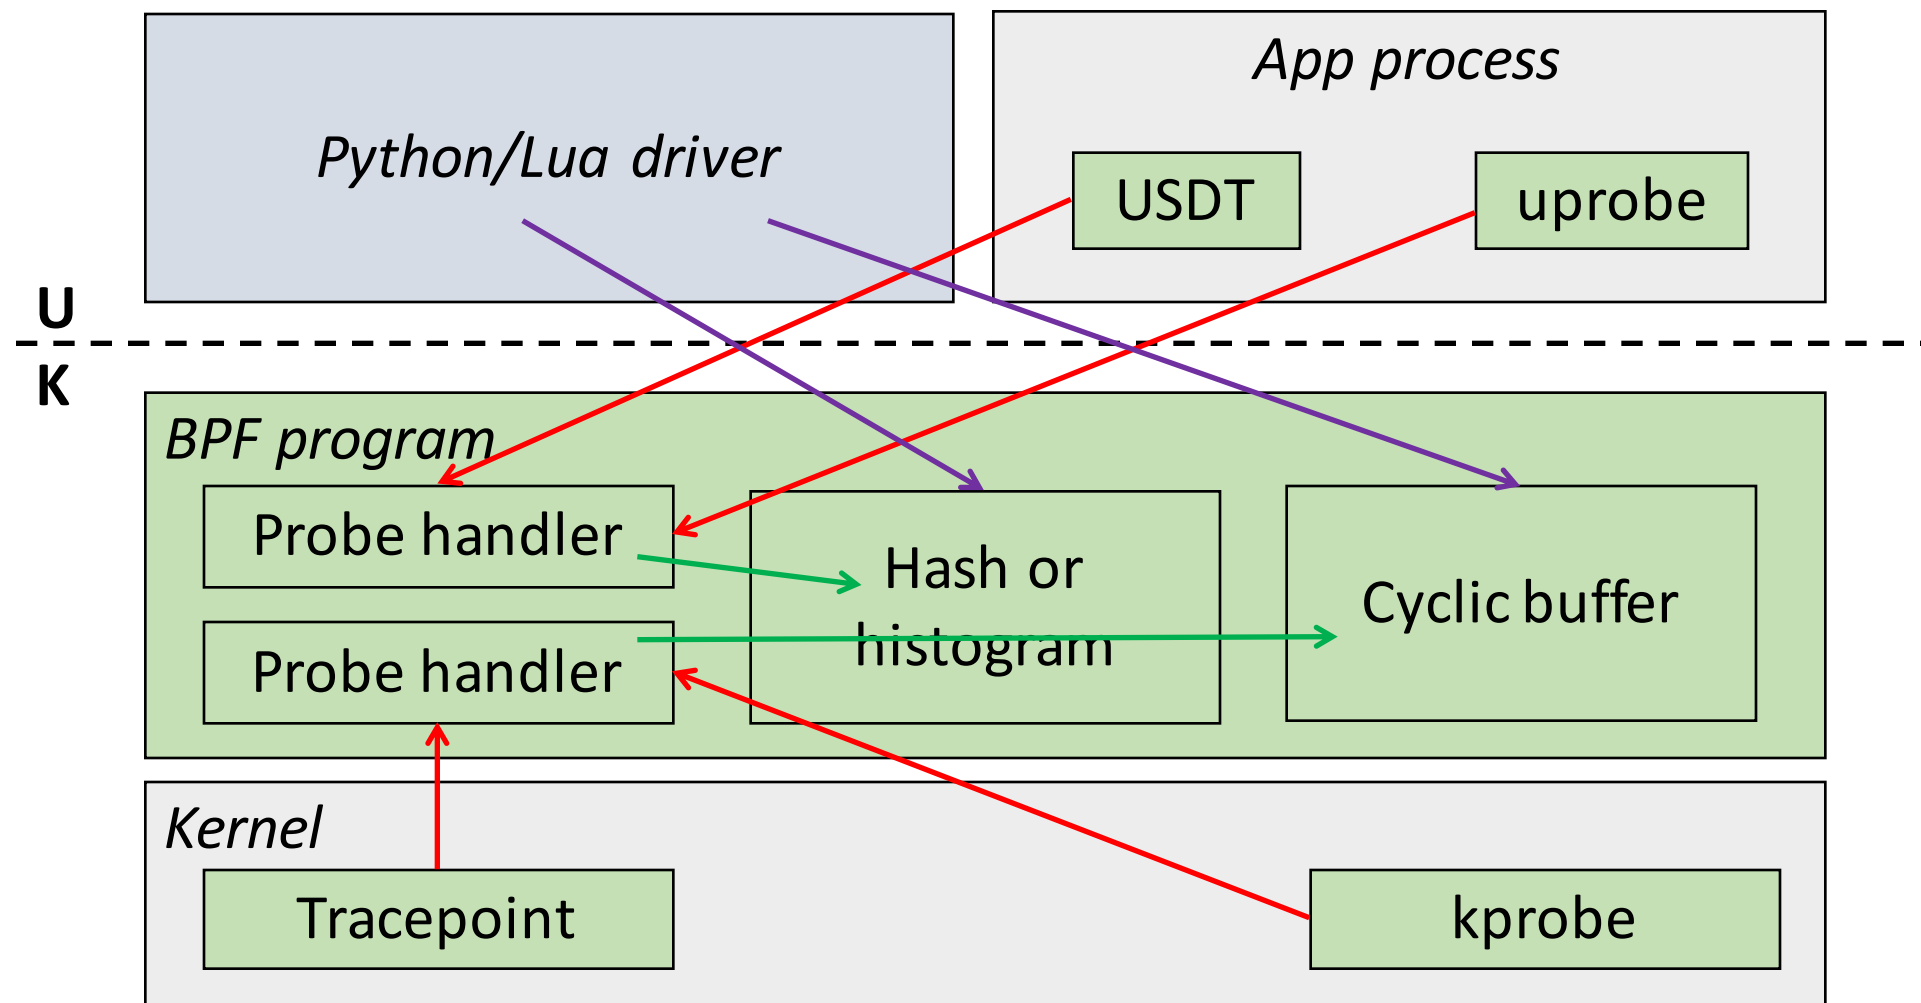 Python/Lua driver
App process
USDT
uprobe
U
K
BPF program
Probe handler
Hash or
histogram
Cyclic buffer
Probe handler
Kernel
Tracepoint
kprobe